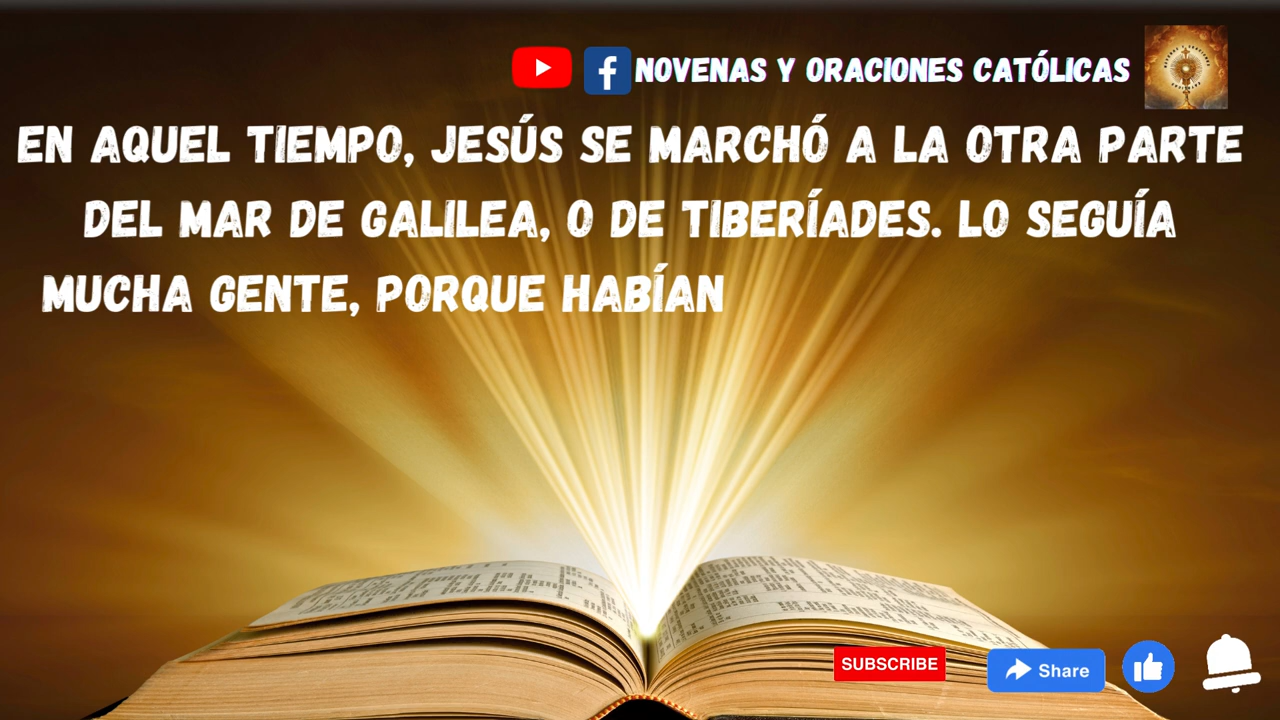 NOVENAS Y ORACIONES CATÓLICAS
EN AQUEL TIEMPO, JESÚS SE MARCHÓ A LA OTRA PARTE
DEL MAR DE GALILEA, O DE TIBERÍADES. LO SEGUÍA
MUCHA GENTE, PORQUE HABÍAN
SUBSCRIBE
Share